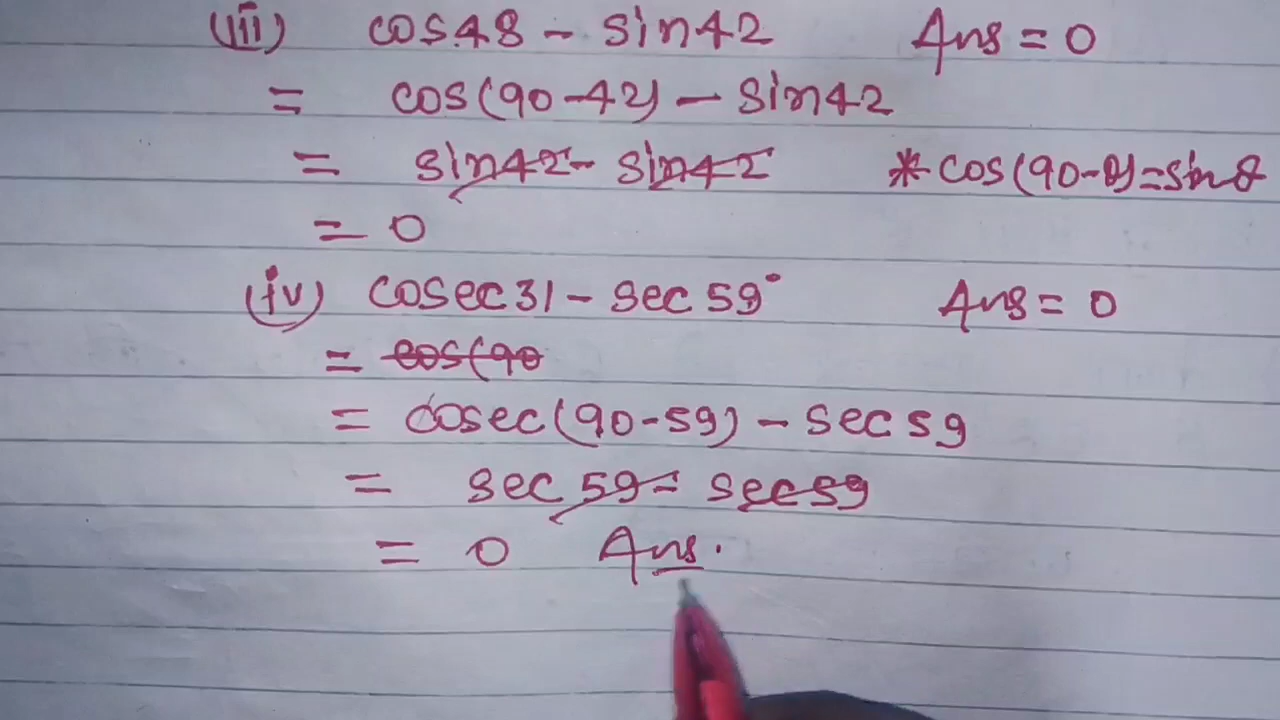 (iii) cos48 - sin42 Ans = 0
= cos(90-42) - sin42
= sin42 - sin42 * cos(90-θ)=sinθ
= 0
(iv) cosec31 - sec59° Ans = 0
= cos(90
= cosec(90-59) - sec59
= sec59 - sec59
= 0 Ans.